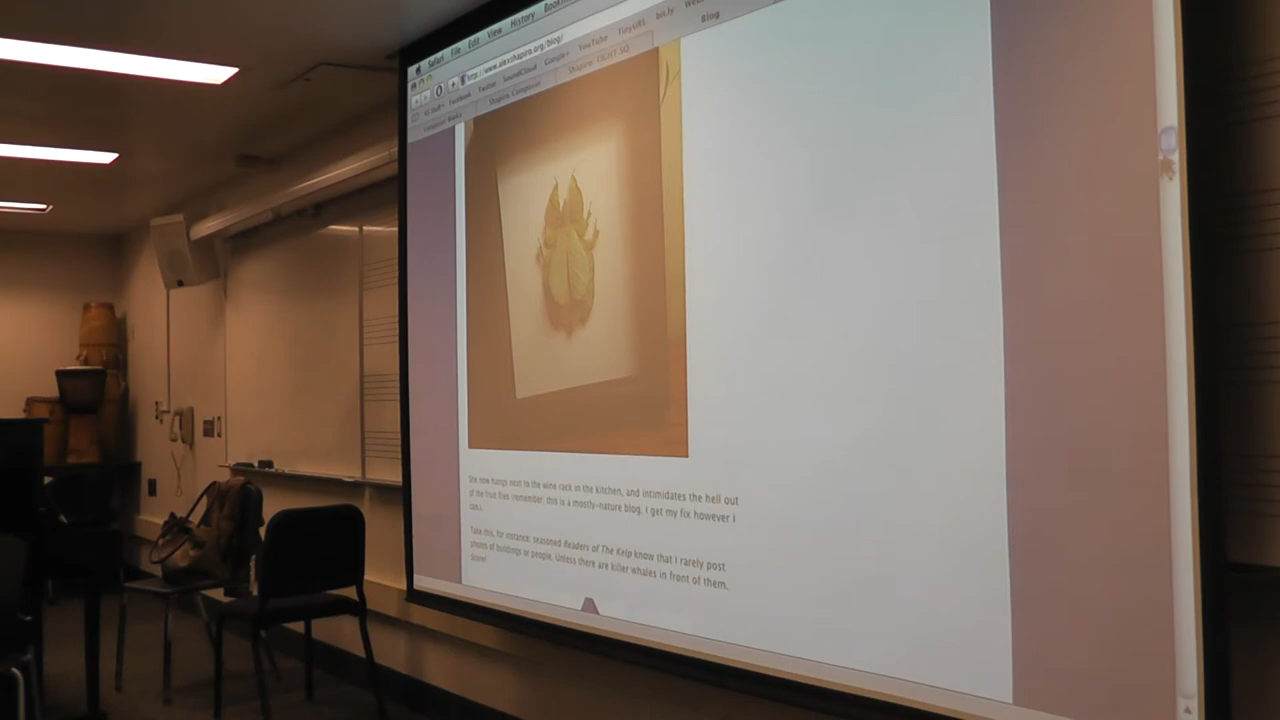 Safari File Edit View History
Blog
http://www.alexshapiro.org/blog/
Facebook Twitter SoundCloud Google+ YouTube TinyURL bit.ly
Shapiro, Composer
She now hangs next to the wine rack in the kitchen, and intimidates the hell out
of the fruit flies (remember: this is a mostly-nature blog. I get my fix however I
can.).
Take this, for instance: seasoned Readers of The Kelp know that I rarely post
photos of buildings or people. Unless there are killer whales in front of them.
Score!